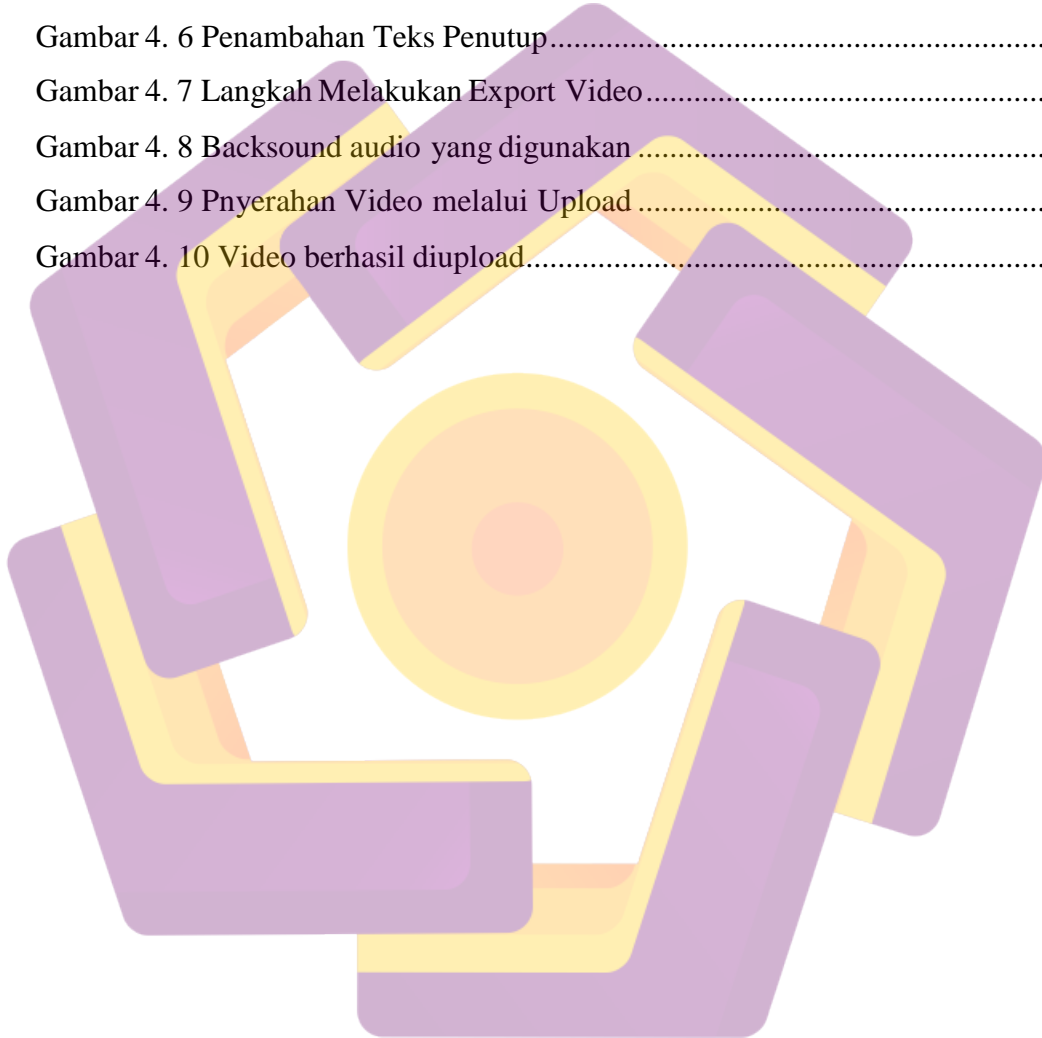 Gambar 4. 6 Penambahan Teks Penutup..................................................................
Gambar 4. 7 Langkah Melakukan Export Video.....................................................
Gambar 4. 8 Backsound audio yang digunakan ......................................................
Gambar 4. 9 Pnyerahan Video melalui Upload ......................................................
Gambar 4. 10 Video berhasil diupload.....................................................................